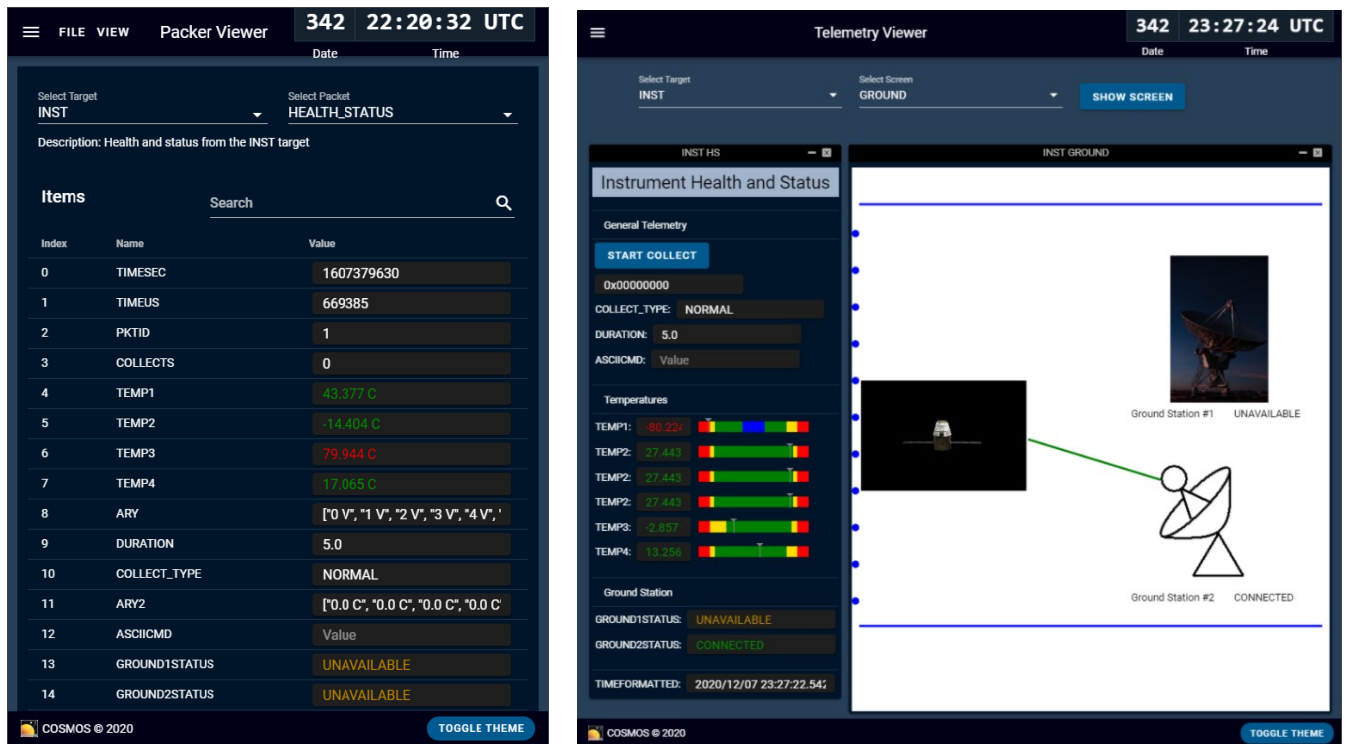 FILE VIEW Packer Viewer 342 22:20:32 UTC
Date Time
Select Target Select Packet
INST HEALTH_STATUS
Description: Health and status from the INST target
Items Search
Index Name Value
0 TIMESEC 1607379630
1 TIMEUS 669385
2 PKTID 1
3 COLLECTS 0
4 TEMP1 43.377 C
5 TEMP2 -14.404 C
6 TEMP3 79.944 C
7 TEMP4 17.065 C
8 ARY ["0 V", "1 V", "2 V", "3 V", "4 V", "
9 DURATION 5.0
10 COLLECT_TYPE NORMAL
11 ARY2 ["0.0 C", "0.0 C", "0.0 C", "0.0 C"
12 ASCIICMD Value
13 GROUND1STATUS UNAVAILABLE
14 GROUND2STATUS UNAVAILABLE
COSMOS © 2020 TOGGLE THEME
Telemetry Viewer 342 23:27:24 UTC
Date Time
Select Target Select Screen
INST GROUND SHOW SCREEN
INST HS
Instrument Health and Status
General Telemetry
START COLLECT
0x00000000
COLLECT_TYPE: NORMAL
DURATION: 5.0
ASCIICMD: Value
Temperatures
TEMP1: -80.224
TEMP2: 27.443
TEMP2: 27.443
TEMP2: 27.443
TEMP3: -2.857
TEMP4: 13.256
Ground Station
GROUND1STATUS: UNAVAILABLE
GROUND2STATUS: CONNECTED
TIMEFORMATTED: 2020/12/07 23:27:22.542
INST GROUND
Ground Station #1 UNAVAILABLE
Ground Station #2 CONNECTED
COSMOS © 2020 TOGGLE THEME